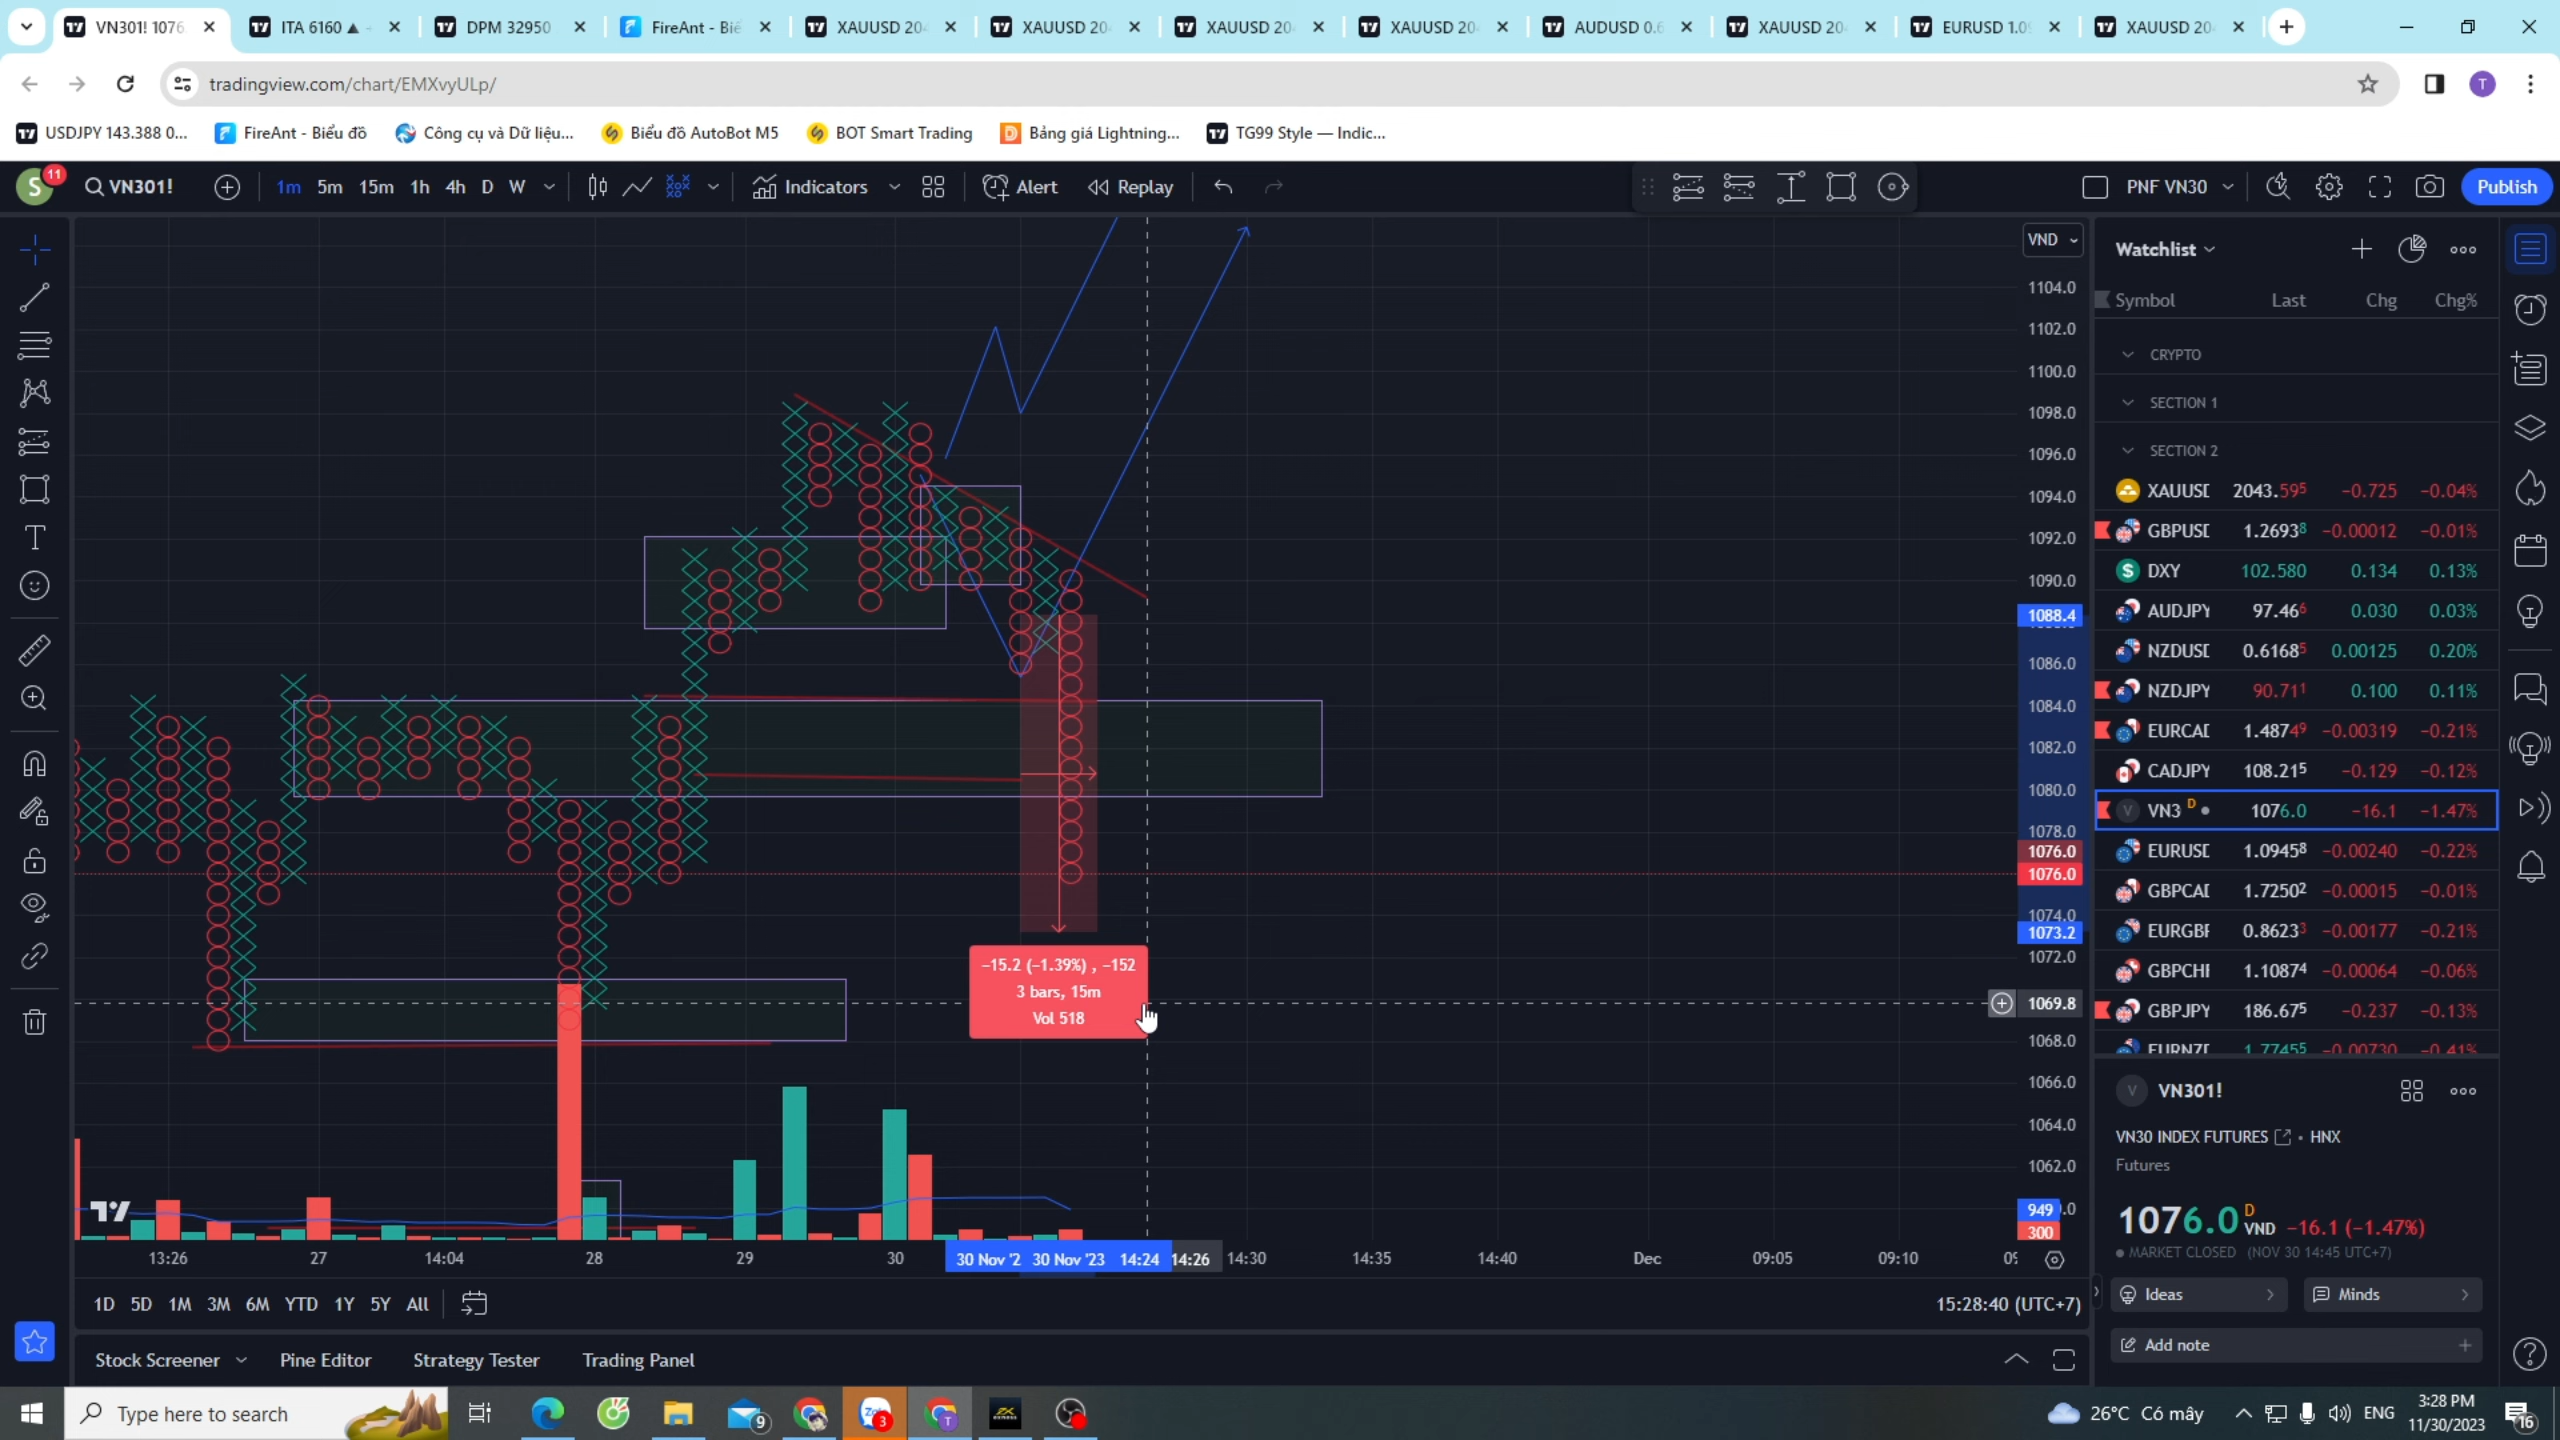 VN301! 1076
ITA 6160 ▲
DPM 32950
FireAnt - Biể
XAUUSD 20
XAUUSD 20
XAUUSD 20
XAUUSD 20
AUDUSD 0.6
XAUUSD 20
EURUSD 1.0
XAUUSD 20
tradingview.com/chart/EMXvyULp/
T
USDJPY 143.388 0...
FireAnt - Biểu đồ
Công cụ và Dữ liệu...
Biểu đồ AutoBot M5
BOT Smart Trading
Bảng giá Lightning...
TG99 Style — Indic...
S 11
VN301!
1m 5m 15m 1h 4h D W
Indicators
Alert
Replay
PNF VN30
Publish
VND
1104.0
1102.0
1100.0
1098.0
1096.0
1094.0
1092.0
1090.0
1088.4
1086.0
1084.0
1082.0
1080.0
1078.0
1076.0
1076.0
1074.0
1073.2
1072.0
1069.8
1068.0
1066.0
1064.0
1062.0
949
300
−15.2 (−1.39%) , −152
3 bars, 15m
Vol 518
13:26 27 14:04 28 29 30 30 Nov '2 30 Nov '23 14:24 14:26 14:30 14:35 14:40 Dec 09:05 09:10
1D 5D 1M 3M 6M YTD 1Y 5Y All
15:28:40 (UTC+7)
Stock Screener
Pine Editor
Strategy Tester
Trading Panel
Watchlist
Symbol Last Chg Chg%
CRYPTO
SECTION 1
SECTION 2
XAUUSD 2043.595 −0.725 −0.04%
GBPUSD 1.26938 −0.00012 −0.01%
DXY 102.580 0.134 0.13%
AUDJPY 97.466 0.030 0.03%
NZDUSD 0.61685 0.00125 0.20%
NZDJPY 90.711 0.100 0.11%
EURCAD 1.48749 −0.00319 −0.21%
CADJPY 108.215 −0.129 −0.12%
VN3 D 1076.0 −16.1 −1.47%
EURUSD 1.09458 −0.00240 −0.22%
GBPCAD 1.72502 −0.00015 −0.01%
EURGBP 0.86233 −0.00177 −0.21%
GBPCHF 1.10874 −0.00064 −0.06%
GBPJPY 186.675 −0.237 −0.13%
EURNZD 1.77455 −0.00730 −0.41%
V VN301!
VN30 INDEX FUTURES • HNX
Futures
1076.0 D VND −16.1 (−1.47%)
MARKET CLOSED (NOV 30 14:45 UTC+7)
Ideas
Minds
Add note
Type here to search
9
3
26°C Có mây
ENG
3:28 PM
11/30/2023
16